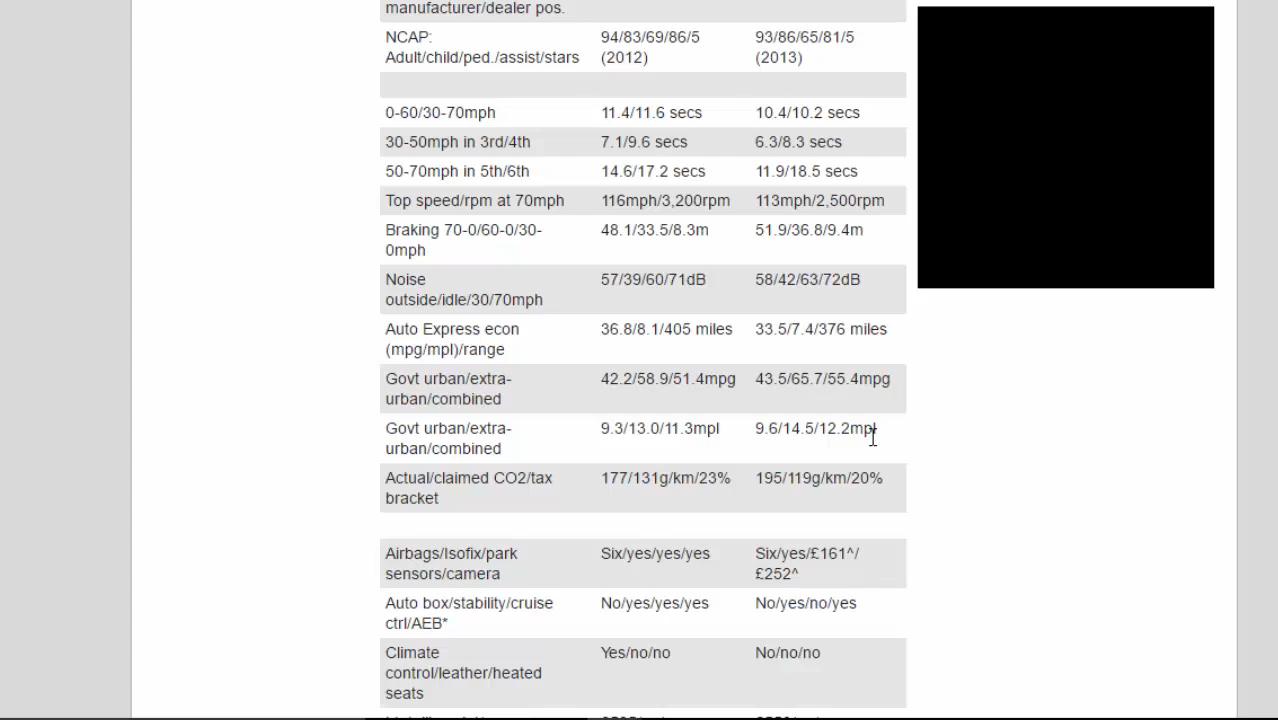 manufacturer/dealer pos.
NCAP: 94/83/69/86/5 93/86/65/81/5
Adult/child/ped./assist/stars (2012) (2013)
0-60/30-70mph 11.4/11.6 secs 10.4/10.2 secs
30-50mph in 3rd/4th 7.1/9.6 secs 6.3/8.3 secs
50-70mph in 5th/6th 14.6/17.2 secs 11.9/18.5 secs
Top speed/rpm at 70mph 116mph/3,200rpm 113mph/2,500rpm
Braking 70-0/60-0/30- 48.1/33.5/8.3m 51.9/36.8/9.4m
0mph
Noise 57/39/60/71dB 58/42/63/72dB
outside/idle/30/70mph
Auto Express econ 36.8/8.1/405 miles 33.5/7.4/376 miles
(mpg/mpl)/range
Govt urban/extra- 42.2/58.9/51.4mpg 43.5/65.7/55.4mpg
urban/combined
Govt urban/extra- 9.3/13.0/11.3mpl 9.6/14.5/12.2mpl
urban/combined
Actual/claimed CO2/tax 177/131g/km/23% 195/119g/km/20%
bracket
Airbags/Isofix/park Six/yes/yes/yes Six/yes/£161^/
sensors/camera £252^
Auto box/stability/cruise No/yes/yes/yes No/yes/no/yes
ctrl/AEB*
Climate Yes/no/no No/no/no
control/leather/heated
seats